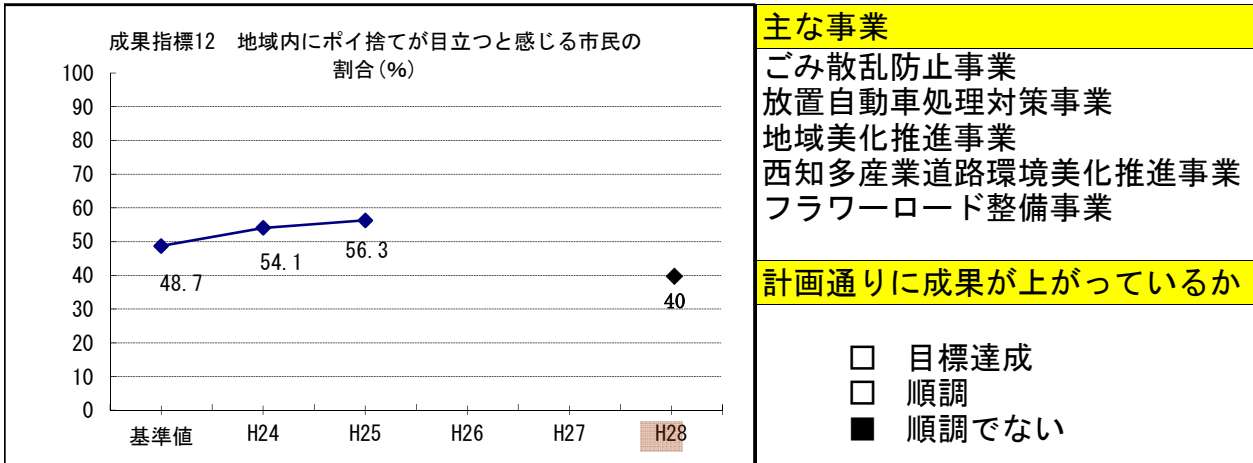 成果指標12　地域内にポイ捨てが目立つと感じる市民の
割合(%)
100
90
80
70
60
50
40
30
20
10
0
48.7
54.1
56.3
40
基準値
H24
H25
H26
H27
H28
主な事業
ごみ散乱防止事業
放置自動車処理対策事業
地域美化推進事業
西知多産業道路環境美化推進事業
フラワーロード整備事業
計画通りに成果が上がっているか
□　目標達成
□　順調
■　順調でない